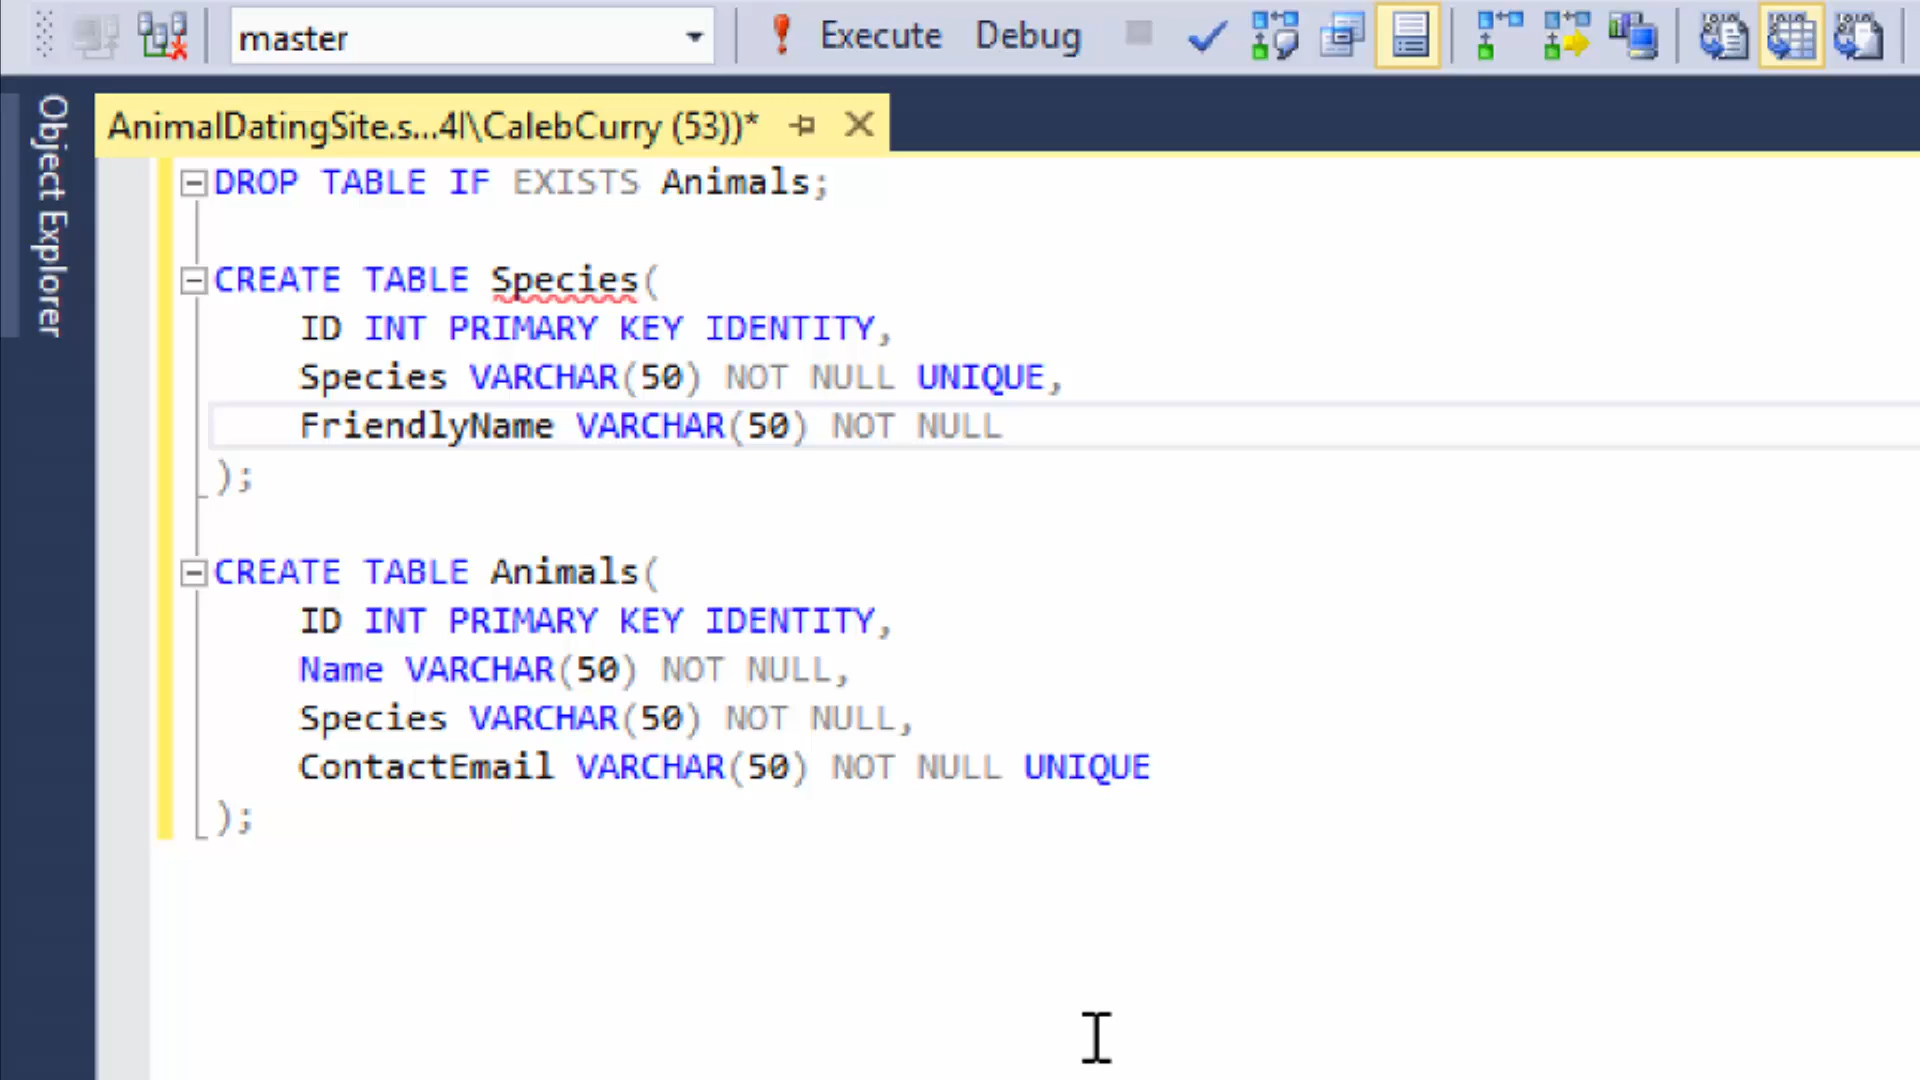 master
Execute Debug
Object Explorer
AnimalDatingSite.s...4l\CalebCurry (53))*
DROP TABLE IF EXISTS Animals;
CREATE TABLE Species(
ID INT PRIMARY KEY IDENTITY,
Species VARCHAR(50) NOT NULL UNIQUE,
FriendlyName VARCHAR(50) NOT NULL
);
CREATE TABLE Animals(
ID INT PRIMARY KEY IDENTITY,
Name VARCHAR(50) NOT NULL,
Species VARCHAR(50) NOT NULL,
ContactEmail VARCHAR(50) NOT NULL UNIQUE
);